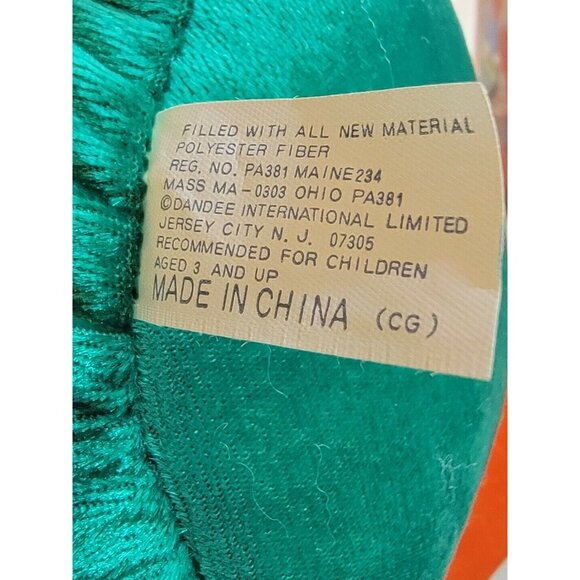 FILLED WITH ALL NEW MATERIAL
POLYESTER FIBER
REG. NO. PA381 MAINE234
MASS MA-0303 OHIO PA381
©DANDEE INTERNATIONAL LIMITED
JERSEY CITY N. J. 07305
RECOMMENDED FOR CHILDREN
AGED 3 AND UP
MADE IN CHINA (CG)